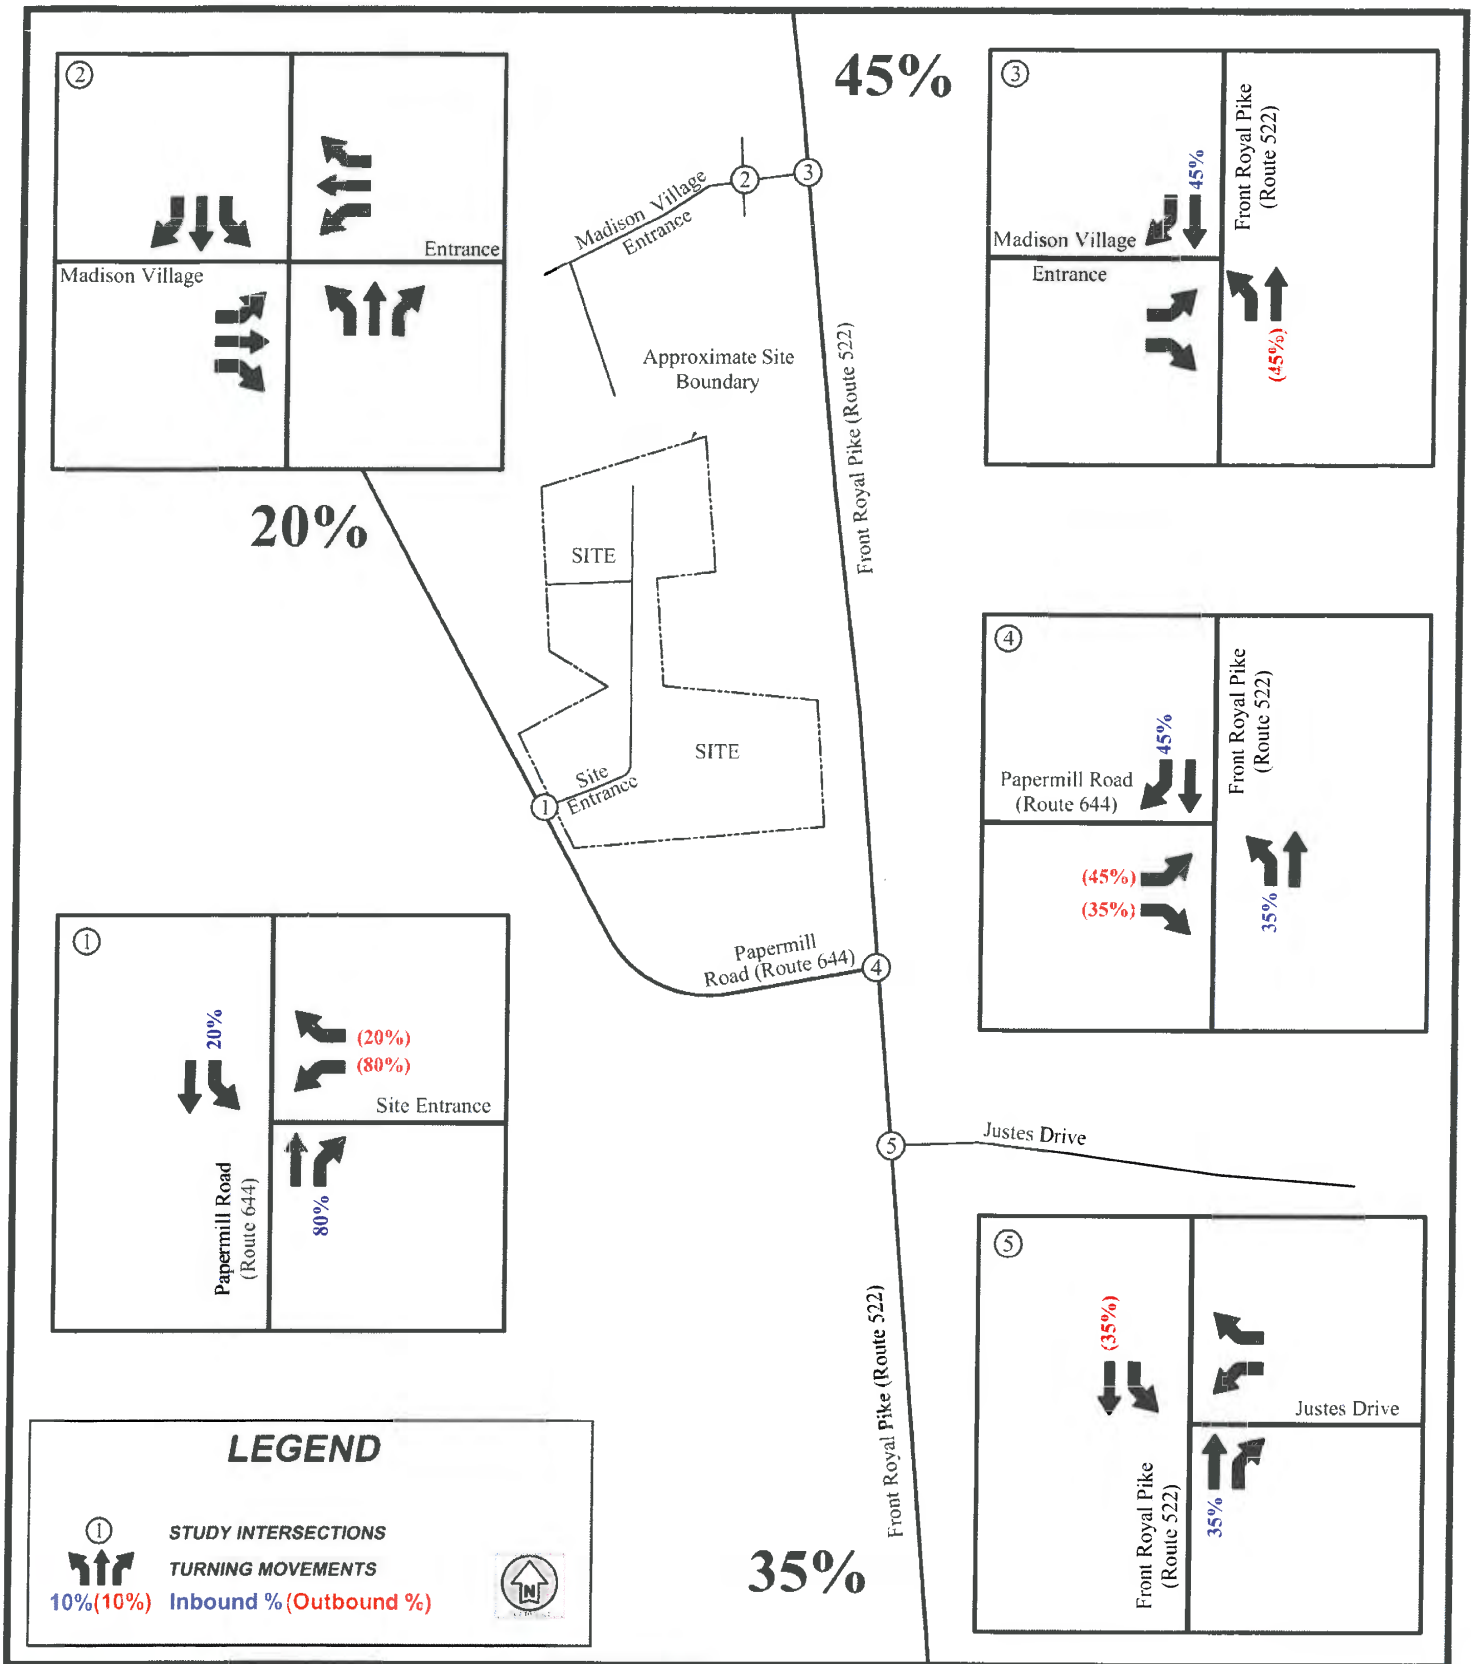 45%
2
Entrance
Madison Village
3
Front Royal Pike
(Route 522)
45%
Madison Village
Entrance
(45%)
2
3
Madison Village
Entrance
Approximate Site
Boundary
Front Royal Pike (Route 522)
20%
SITE
SITE
Site
Entrance
1
4
Front Royal Pike
(Route 522)
45%
Papermill Road
(Route 644)
(45%)
(35%)
35%
Papermill
Road (Route 644)
4
1
20%
(20%)
(80%)
Site Entrance
80%
Papermill Road
(Route 644)
5
Justes Drive
Front Royal Pike (Route 522)
35%
5
(35%)
Justes Drive
35%
Front Royal Pike
(Route 522)
LEGEND
1 STUDY INTERSECTIONS
TURNING MOVEMENTS
10%(10%) Inbound % (Outbound %)
N